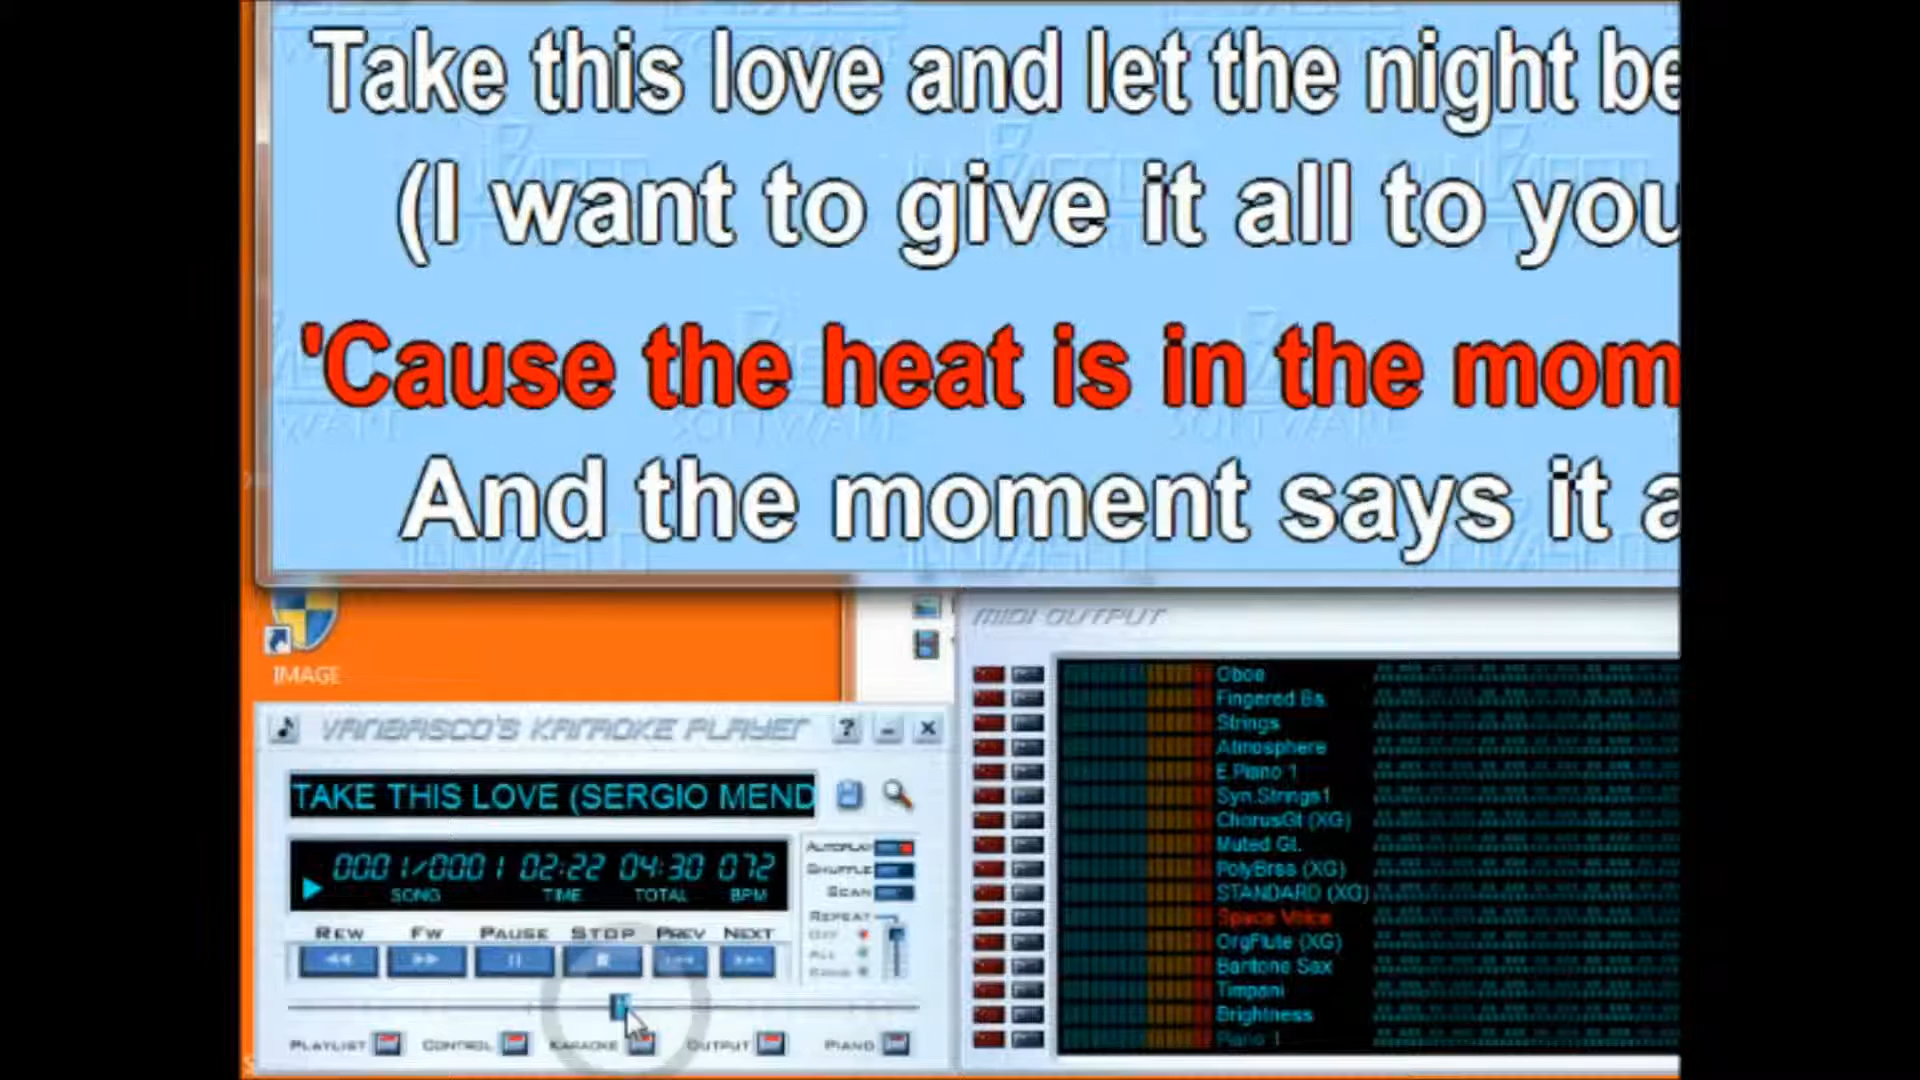 Take this love and let the night be
(I want to give it all to you
'Cause the heat is in the mom
And the moment says it a
IMAGE
MIDI OUTPUT
VANBASCO'S KARAOKE PLAYER
?
TAKE THIS LOVE (SERGIO MEND
0001/0001 02:22 04:30 072
SONG TIME TOTAL BPM
AUTOPLAY
SHUFFLE
SCAN
REPEAT
OFF
ALL
REW FW PAUSE STOP PREV NEXT
PLAYLIST CONTROL KARAOKE OUTPUT PIANO
Oboe
Fingered Ba.
Strings
Atmosphere
E.Piano 1
Syn.Strings1
ChorusGt (XG)
Muted Gt.
PolyBrss (XG)
STANDARD (XG)
Space Voice
OrgFlute (XG)
Baritone Sax
Timpani
Brightness
Piano 1